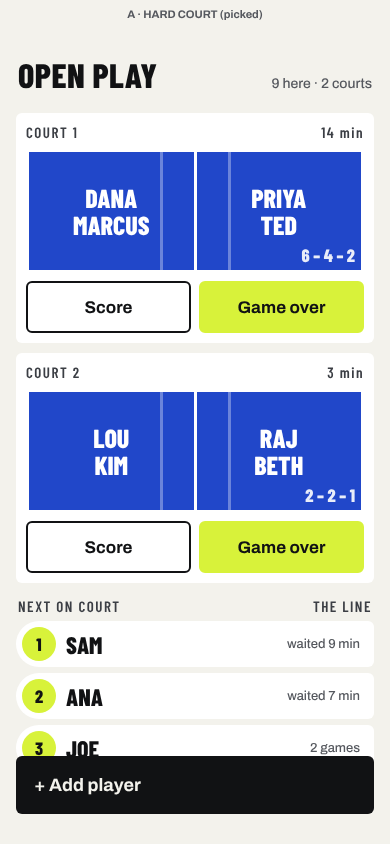 A · HARD COURT (picked)
OPEN PLAY
9 here · 2 courts
COURT 1
14 min
DANA
MARCUS
PRIYA
TED
6-4-2
Score
Game over
COURT 2
3 min
LOU
KIM
RAJ
BETH
2-2-1
Score
Game over
NEXT ON COURT
THE LINE
1 SAM waited 9 min
2 ANA waited 7 min
3 JOE 2 games
+ Add player